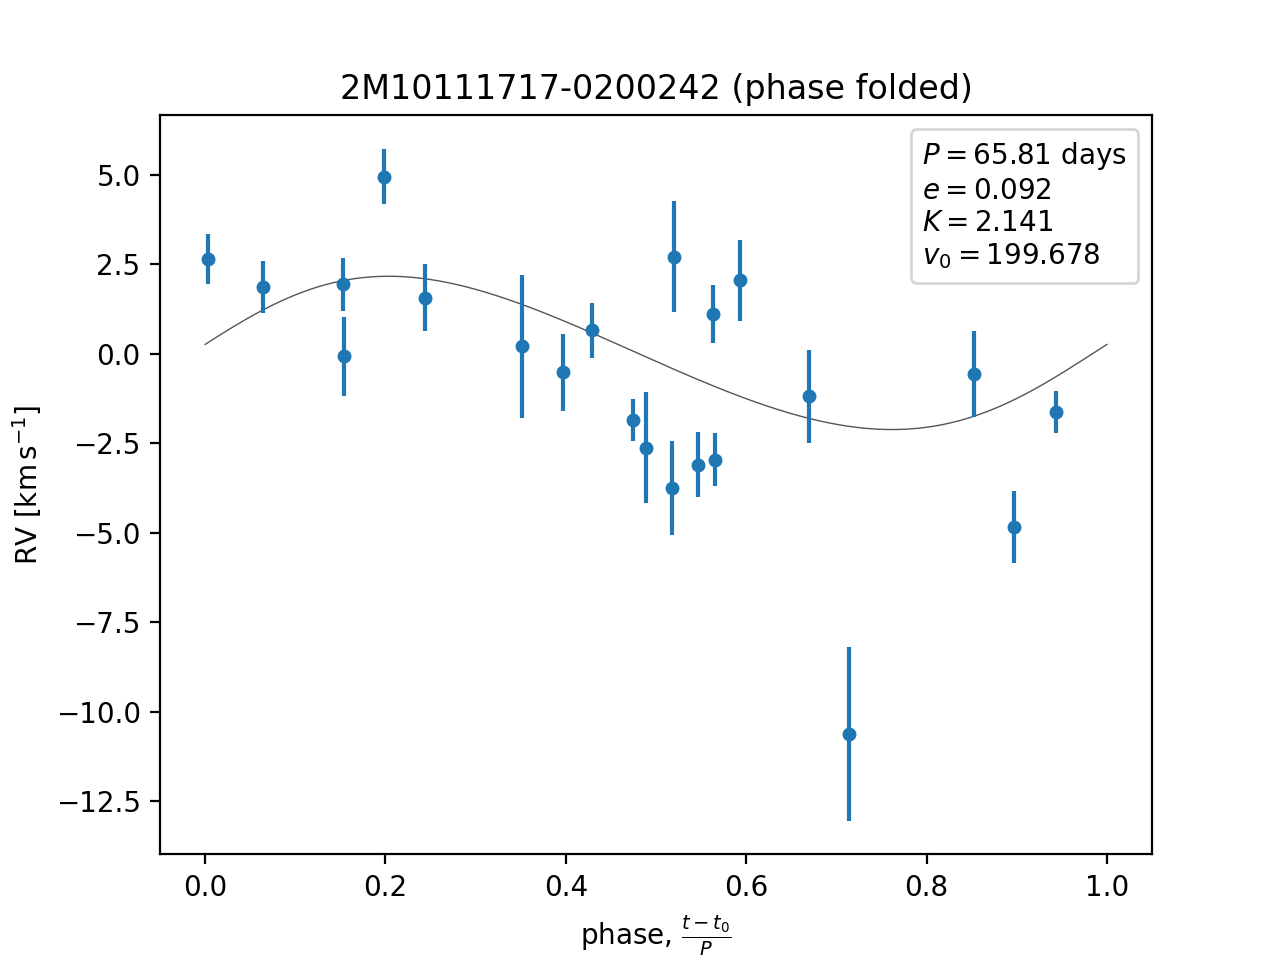 2M10111717-0200242 (phase folded)
P = 65.81 days
e = 0.092
K = 2.141
v₀ = 199.678
5.0
2.5
0.0
−2.5
−5.0
−7.5
−10.0
−12.5
RV [km s⁻¹]
0.0 0.2 0.4 0.6 0.8 1.0
phase, (t − t₀)/P